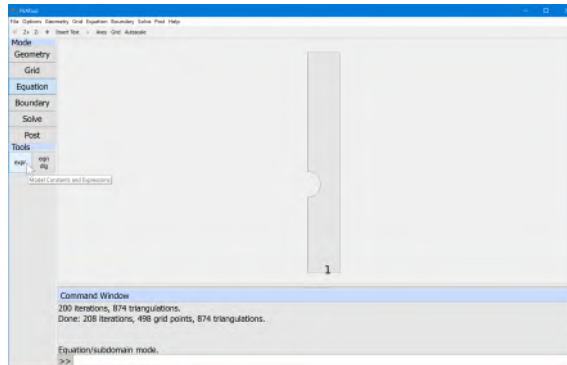 FEATool
File Options Geometry Grid Equation Boundary Solve Post Help
Z+ Z- + Insert Text - Axes Grid Autoscale
Mode
Geometry
Grid
Equation
Boundary
Solve
Post
Tools
expr. eqn dlg
Model Constants and Expressions
1
Command Window
200 iterations, 874 triangulations.
Done: 208 iterations, 498 grid points, 874 triangulations.
Equation/subdomain mode.
>>